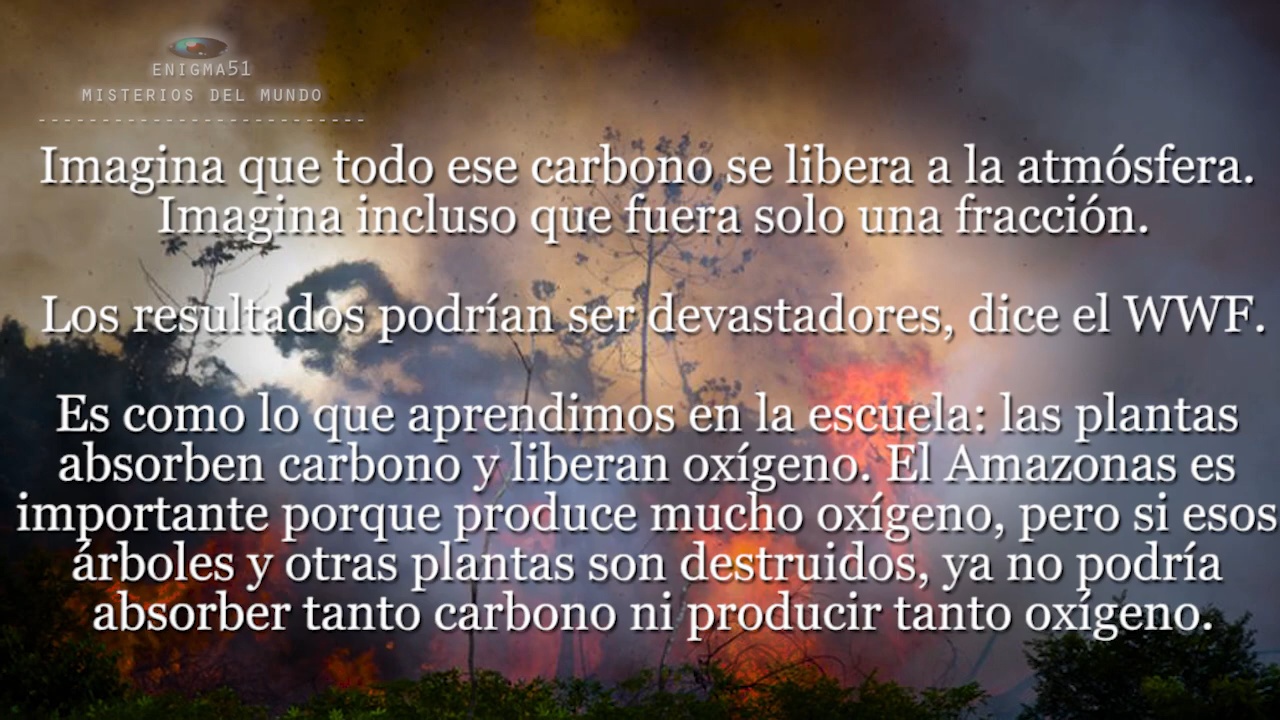 ENIGMA51
MISTERIOS DEL MUNDO
Imagina que todo ese carbono se libera a la atmósfera.
Imagina incluso que fuera solo una fracción.
Los resultados podrían ser devastadores, dice el WWF.
Es como lo que aprendimos en la escuela: las plantas
absorben carbono y liberan oxígeno. El Amazonas es
importante porque produce mucho oxígeno, pero si esos
árboles y otras plantas son destruidos, ya no podría
absorber tanto carbono ni producir tanto oxígeno.